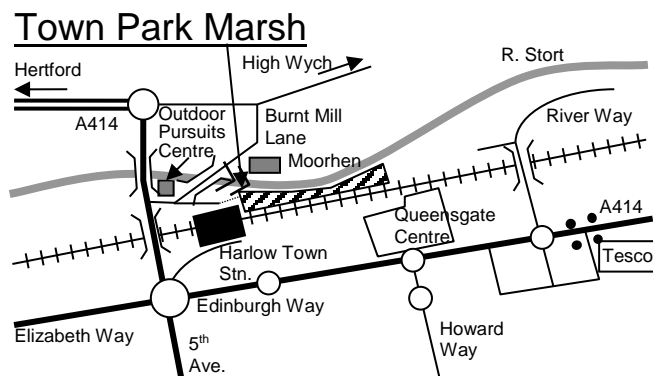 Town Park Marsh
Hertford
High Wych
R. Stort
A414
Outdoor
Pursuits
Centre
Burnt Mill
Lane
Moorhen
River Way
Queensgate
Centre
A414
Harlow Town
Stn.
Tesco
Elizabeth Way
Edinburgh Way
5th
Ave.
Howard
Way